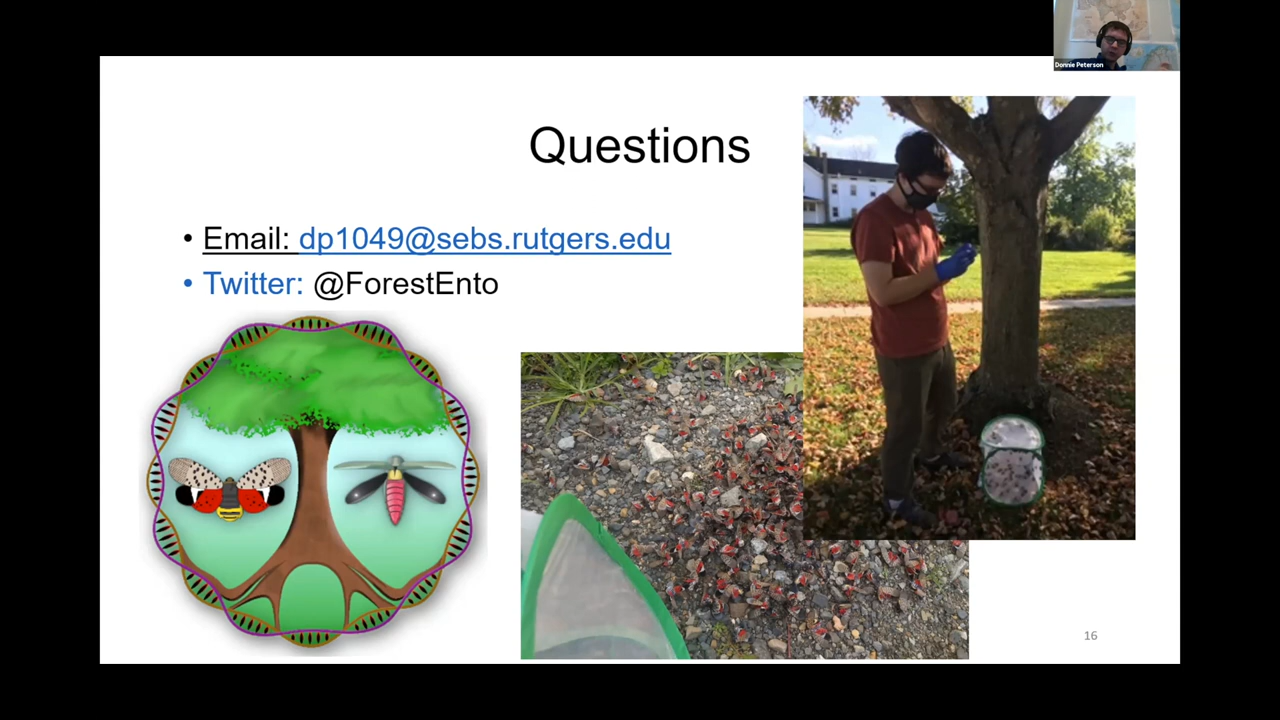 Donnie Peterson
Questions
• Email: dp1049@sebs.rutgers.edu
• Twitter: @ForestEnto
16